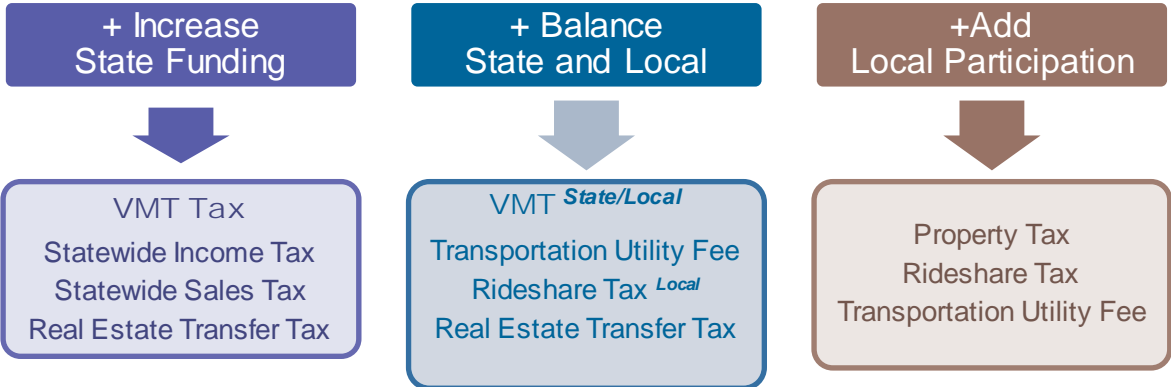 + Increase
State Funding
VMT Tax
Statewide Income Tax
Statewide Sales Tax
Real Estate Transfer Tax
+ Balance
State and Local
VMT State/Local
Transportation Utility Fee
Rideshare Tax Local
Real Estate Transfer Tax
+Add
Local Participation
Property Tax
Rideshare Tax
Transportation Utility Fee